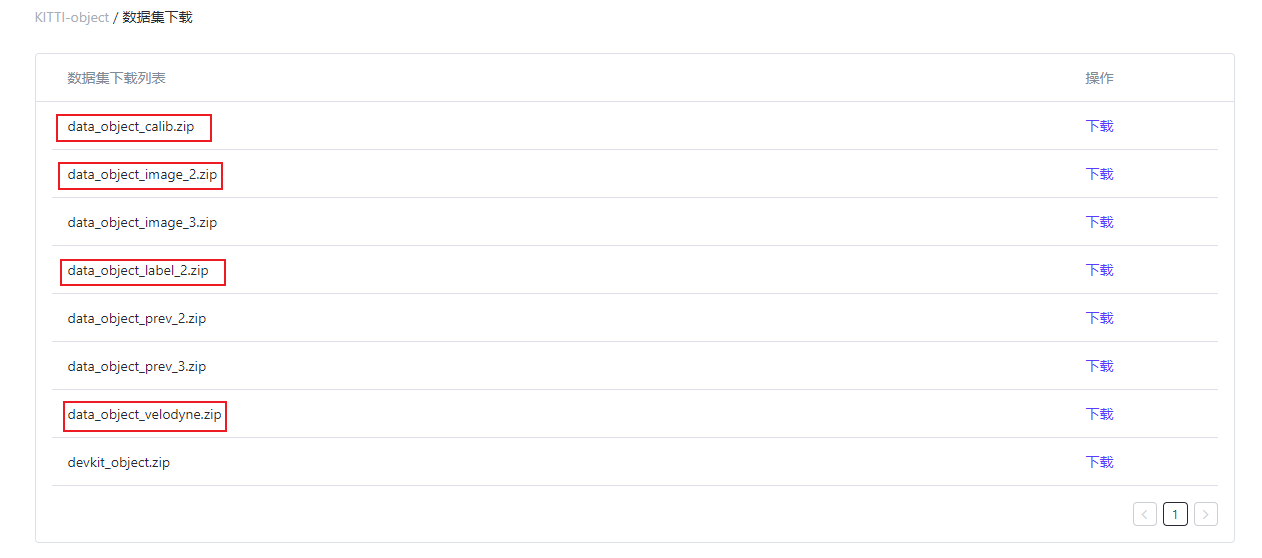 KITTI-object / 数据集下载
数据集下载列表 操作
data_object_calib.zip 下载
data_object_image_2.zip 下载
data_object_image_3.zip 下载
data_object_label_2.zip 下载
data_object_prev_2.zip 下载
data_object_prev_3.zip 下载
data_object_velodyne.zip 下载
devkit_object.zip 下载
< 1 >